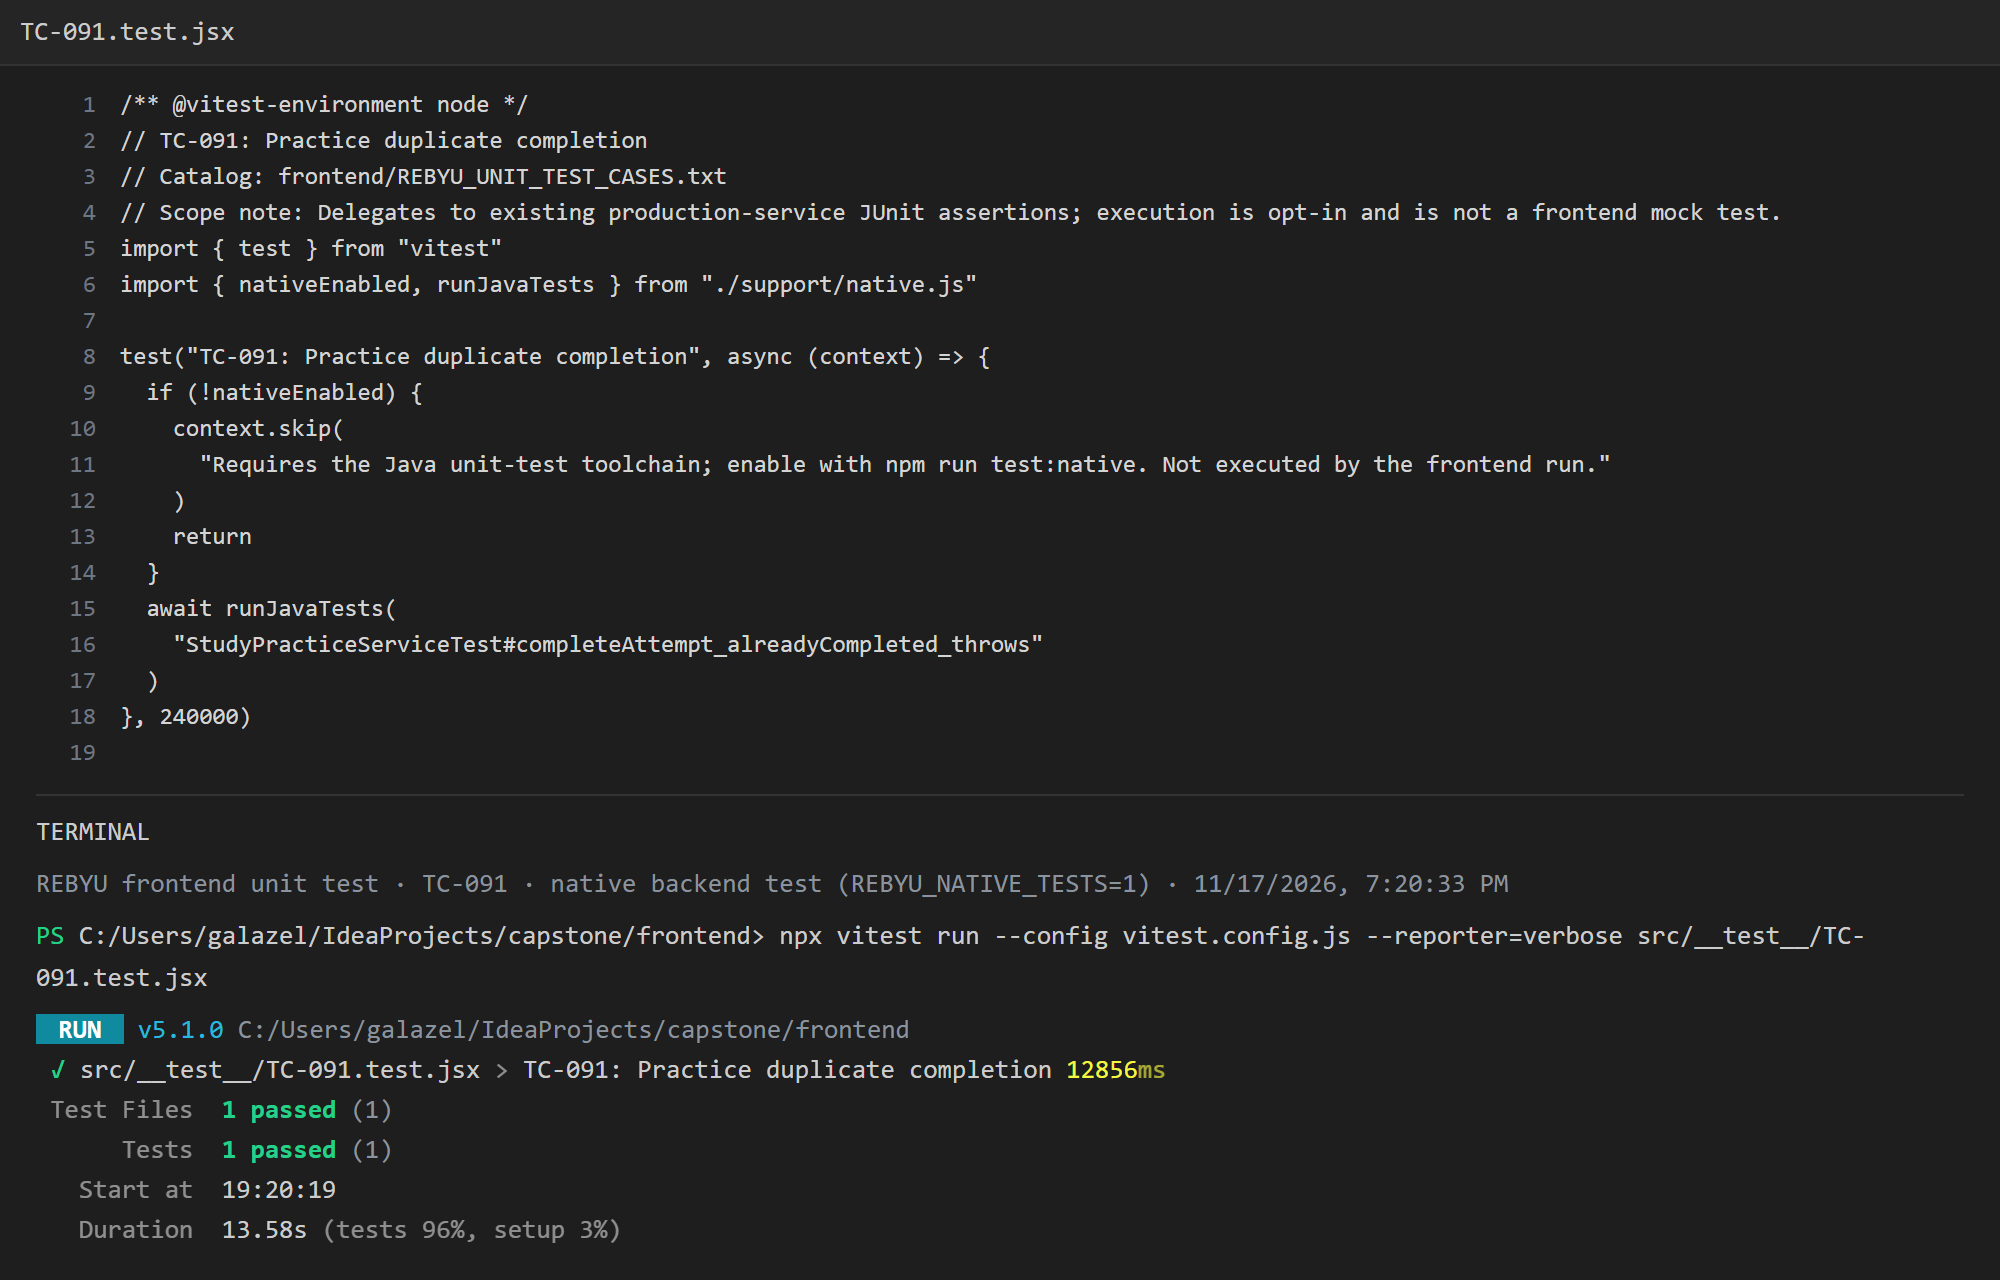 TC-091.test.jsx
1 /** @vitest-environment node */
2 // TC-091: Practice duplicate completion
3 // Catalog: frontend/REBYU_UNIT_TEST_CASES.txt
4 // Scope note: Delegates to existing production-service JUnit assertions; execution is opt-in and is not a frontend mock test.
5 import { test } from "vitest"
6 import { nativeEnabled, runJavaTests } from "./support/native.js"
7
8 test("TC-091: Practice duplicate completion", async (context) => {
9   if (!nativeEnabled) {
10     context.skip(
11       "Requires the Java unit-test toolchain; enable with npm run test:native. Not executed by the frontend run."
12     )
13     return
14   }
15   await runJavaTests(
16     "StudyPracticeServiceTest#completeAttempt_alreadyCompleted_throws"
17   )
18 }, 240000)
19
TERMINAL
REBYU frontend unit test · TC-091 · native backend test (REBYU_NATIVE_TESTS=1) · 11/17/2026, 7:20:33 PM
PS C:/Users/galazel/IdeaProjects/capstone/frontend> npx vitest run --config vitest.config.js --reporter=verbose src/__test__/TC-
091.test.jsx
RUN v5.1.0 C:/Users/galazel/IdeaProjects/capstone/frontend
✓ src/__test__/TC-091.test.jsx > TC-091: Practice duplicate completion 12856ms
Test Files 1 passed (1)
Tests 1 passed (1)
Start at 19:20:19
Duration 13.58s (tests 96%, setup 3%)